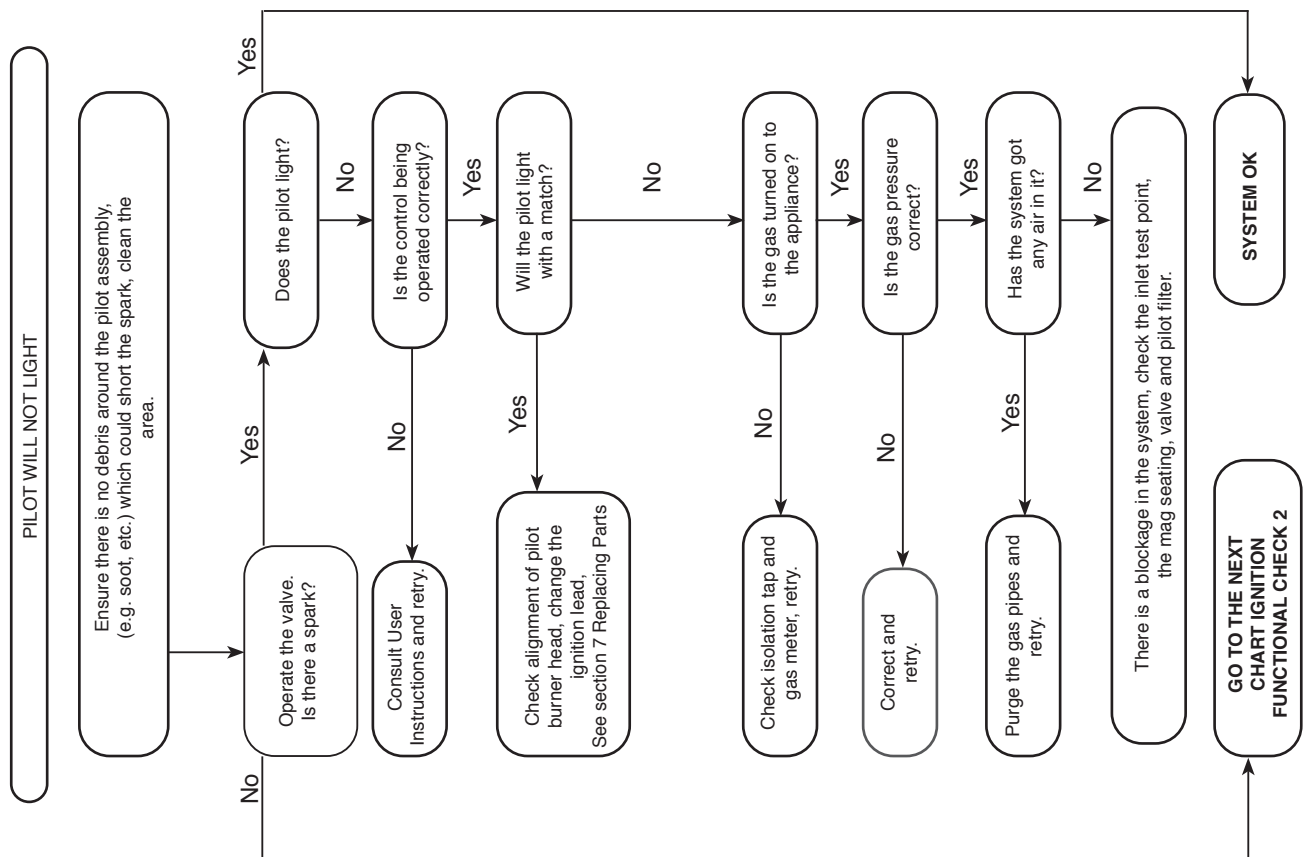 PILOT WILL NOT LIGHT
Ensure there is no debris around the pilot assembly,
(e.g. soot, etc.) which could short the spark, clean the
area.
Operate the valve.
Is there a spark?
No
Yes
Does the pilot light?
Yes
No
Is the control being
operated correctly?
No
Consult User
Instructions and retry.
Yes
Will the pilot light
with a match?
Yes
Check alignment of pilot
burner head, change the
ignition lead,
See section 7 Replacing Parts
No
Is the gas turned on to
the appliance?
No
Check isolation tap and
gas meter, retry.
Yes
Is the gas pressure
correct?
No
Correct and
retry.
Yes
Has the system got
any air in it?
Yes
Purge the gas pipes and
retry.
No
There is a blockage in the system, check the inlet test point,
the mag seating, valve and pilot filter.
GO TO THE NEXT
CHART IGNITION
FUNCTIONAL CHECK 2
SYSTEM OK